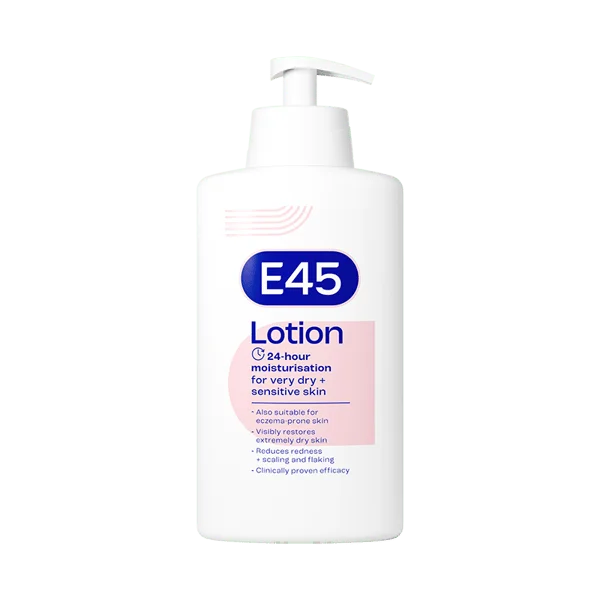 E45
Lotion
24-hour
moisturisation
for very dry +
sensitive skin
- Also suitable for
eczema-prone skin
- Visibly restores
extremely dry skin
- Reduces redness
+ scaling and flaking
- Clinically proven efficacy